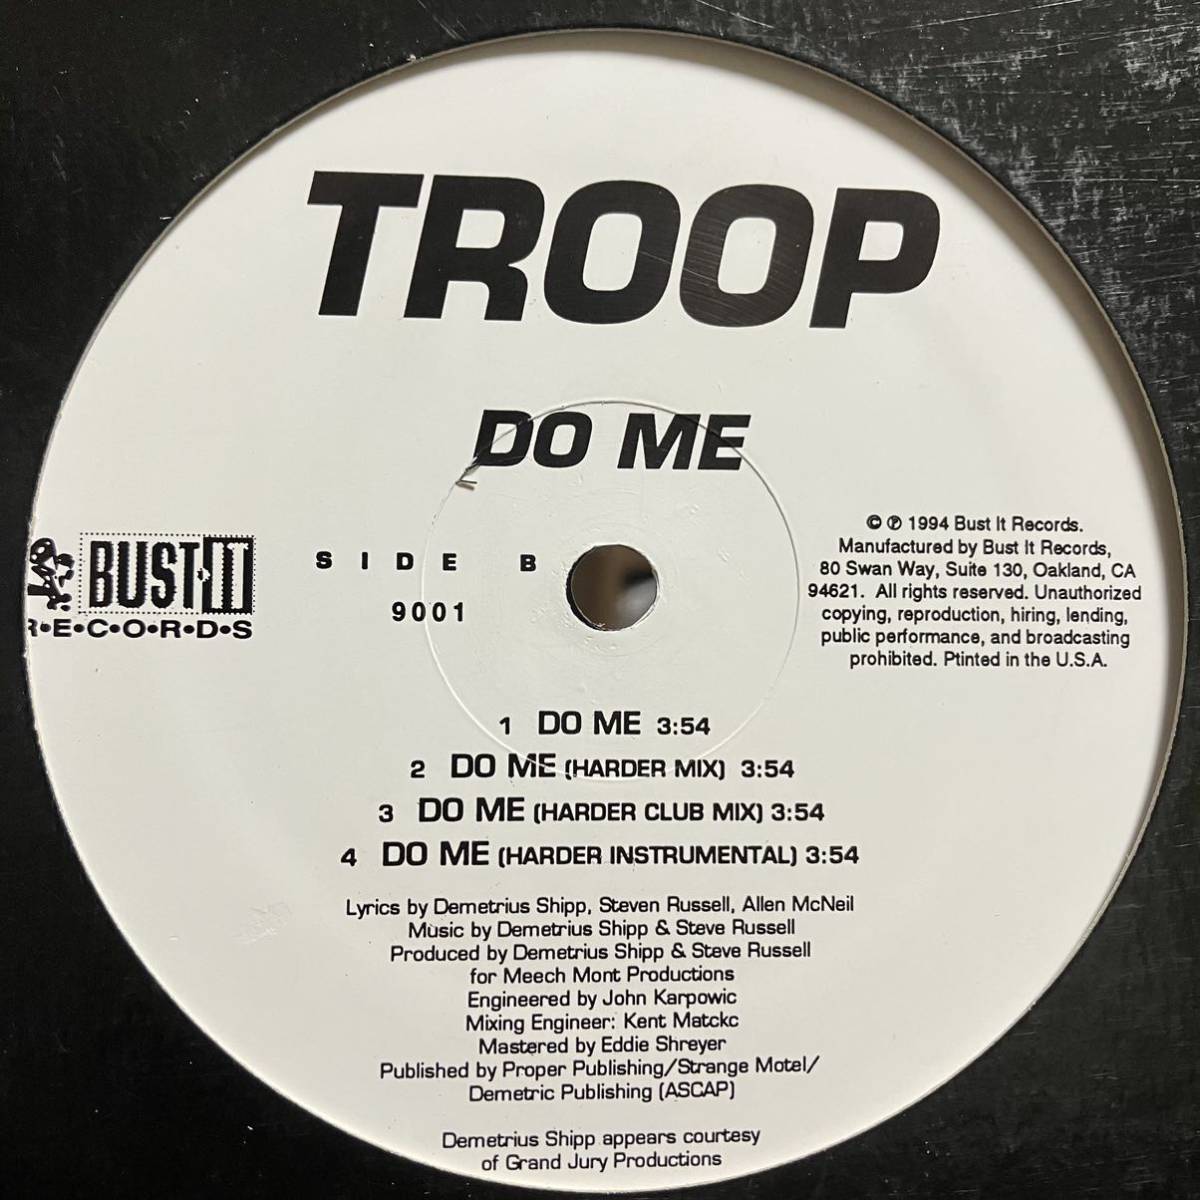 TROOP
DO ME
BUST IT
R•E•C•O•R•D•S
SIDE B
9001
© ℗ 1994 Bust It Records.
Manufactured by Bust It Records,
80 Swan Way, Suite 130, Oakland, CA
94621. All rights reserved. Unauthorized
copying, reproduction, hiring, lending,
public performance, and broadcasting
prohibited. Ptinted in the U.S.A.
1 DO ME 3:54
2 DO ME (HARDER MIX) 3:54
3 DO ME (HARDER CLUB MIX) 3:54
4 DO ME (HARDER INSTRUMENTAL) 3:54
Lyrics by Demetrius Shipp, Steven Russell, Allen McNeil
Music by Demetrius Shipp & Steve Russell
Produced by Demetrius Shipp & Steve Russell
for Meech Mont Productions
Engineered by John Karpowic
Mixing Engineer: Kent Matckc
Mastered by Eddie Shreyer
Published by Proper Publishing/Strange Motel/
Demetric Publishing (ASCAP)
Demetrius Shipp appears courtesy
of Grand Jury Productions